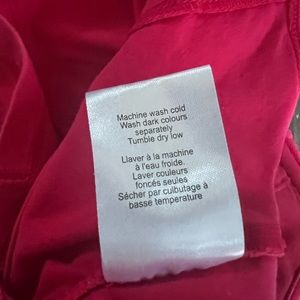 Machine wash cold
Wash dark colours
separately
Tumble dry low
Llaver à la machine
à l'eau froide.
Laver couleurs
foncés seules
Sécher par culbutage à
basse temperature